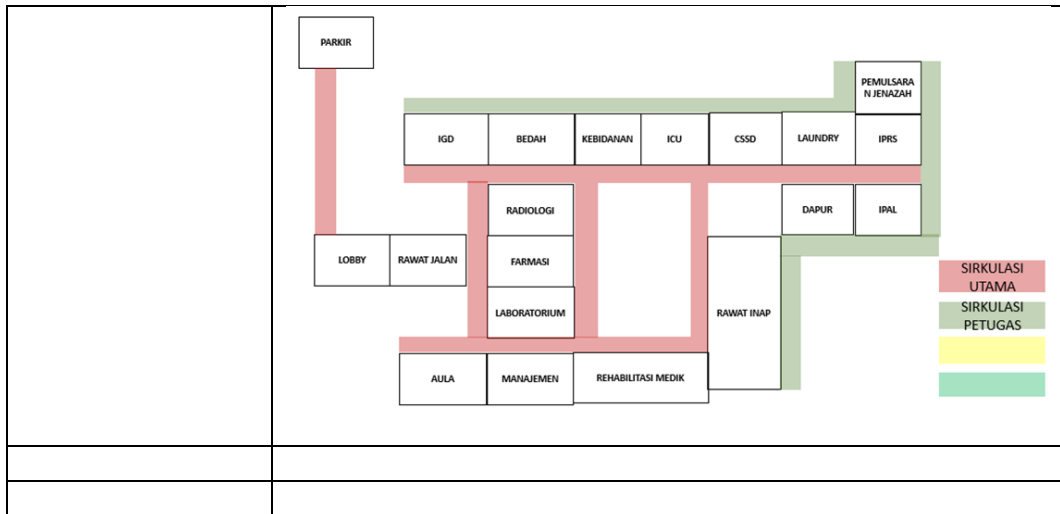 PARKIR
PEMULSARA
N JENAZAH
IGD
BEDAH
KEBIDANAN
ICU
CSSD
LAUNDRY
IPRS
RADIOLOGI
DAPUR
IPAL
LOBBY
RAWAT JALAN
FARMASI
SIRKULASI
UTAMA
LABORATORIUM
RAWAT INAP
SIRKULASI
PETUGAS
AULA
MANAJEMEN
REHABILITASI MEDIK